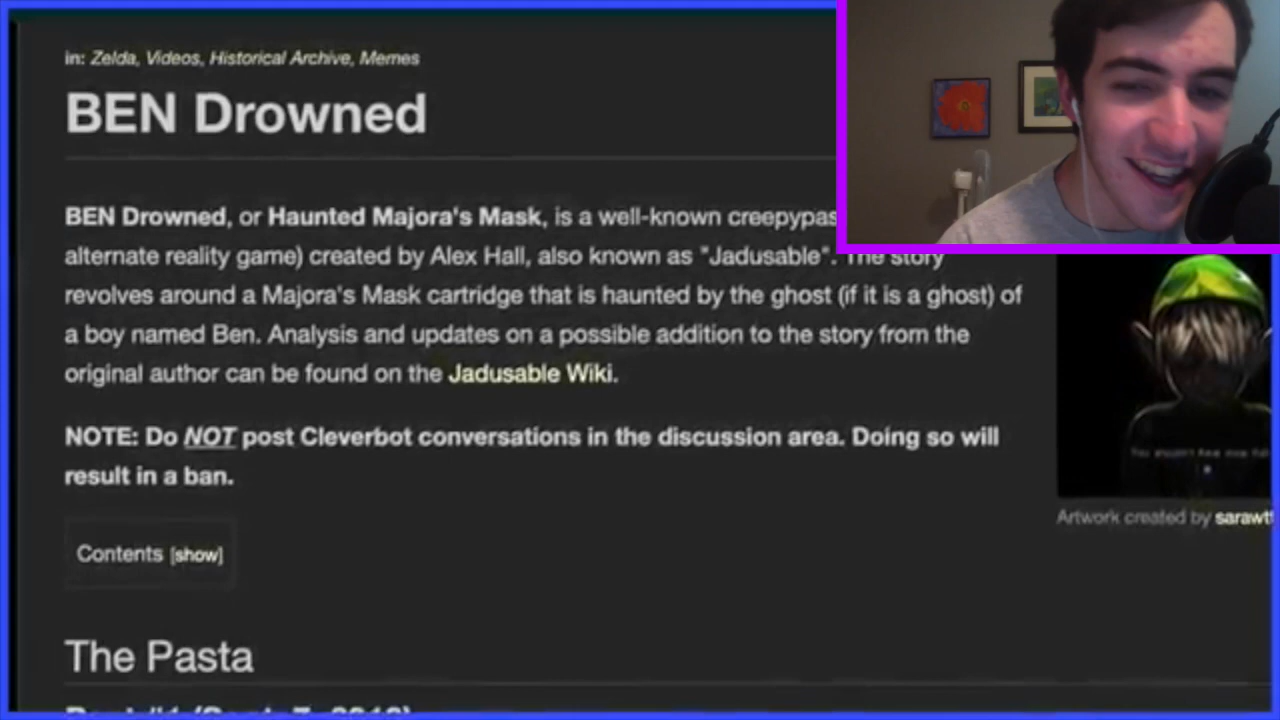 in: Zelda, Videos, Historical Archive, Memes
BEN Drowned
BEN Drowned, or Haunted Majora's Mask, is a well-known creepypas
alternate reality game) created by Alex Hall, also known as "Jadusable". The story
revolves around a Majora's Mask cartridge that is haunted by the ghost (if it is a ghost) of
a boy named Ben. Analysis and updates on a possible addition to the story from the
original author can be found on the Jadusable Wiki.
NOTE: Do NOT post Cleverbot conversations in the discussion area. Doing so will
result in a ban.
Artwork created by sarawt
Contents [show]
The Pasta